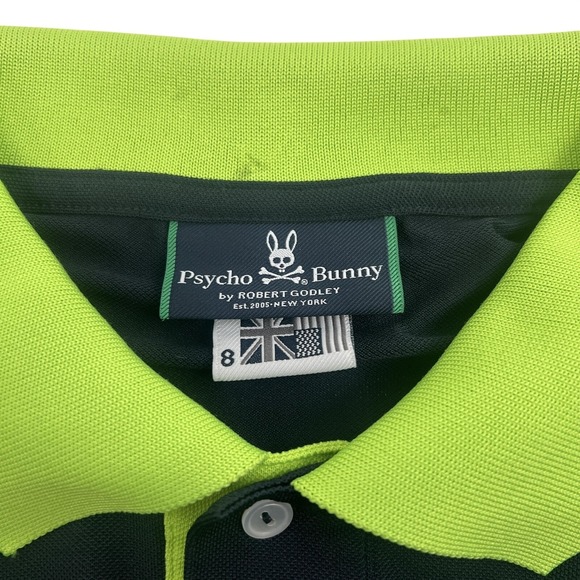 Psycho ® Bunny
by ROBERT GODLEY
EST. 2005 • NEW YORK
8